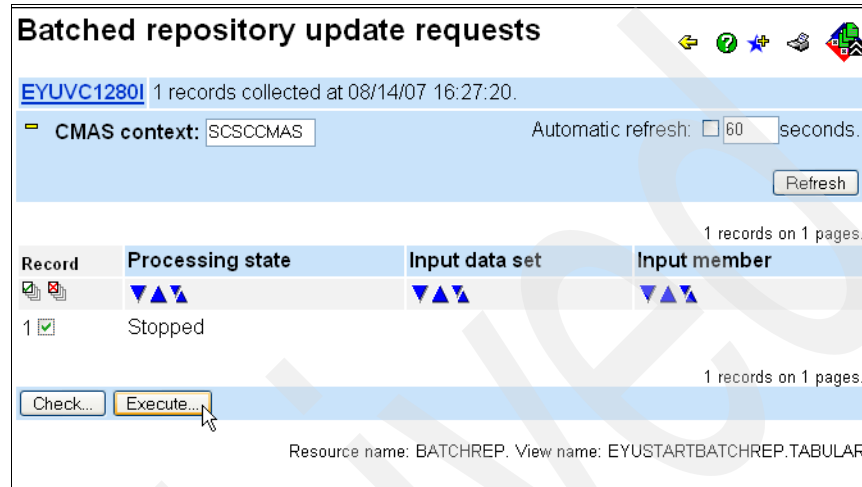 Batched repository update requests
EYUVC1280I 1 records collected at 08/14/07 16:27:20.
CMAS context: SCSCCMAS Automatic refresh: 60 seconds.
Refresh
1 records on 1 pages.
Record Processing state Input data set Input member
1 Stopped
1 records on 1 pages.
Check... Execute...
Resource name: BATCHREP. View name: EYUSTARTBATCHREP.TABULAR